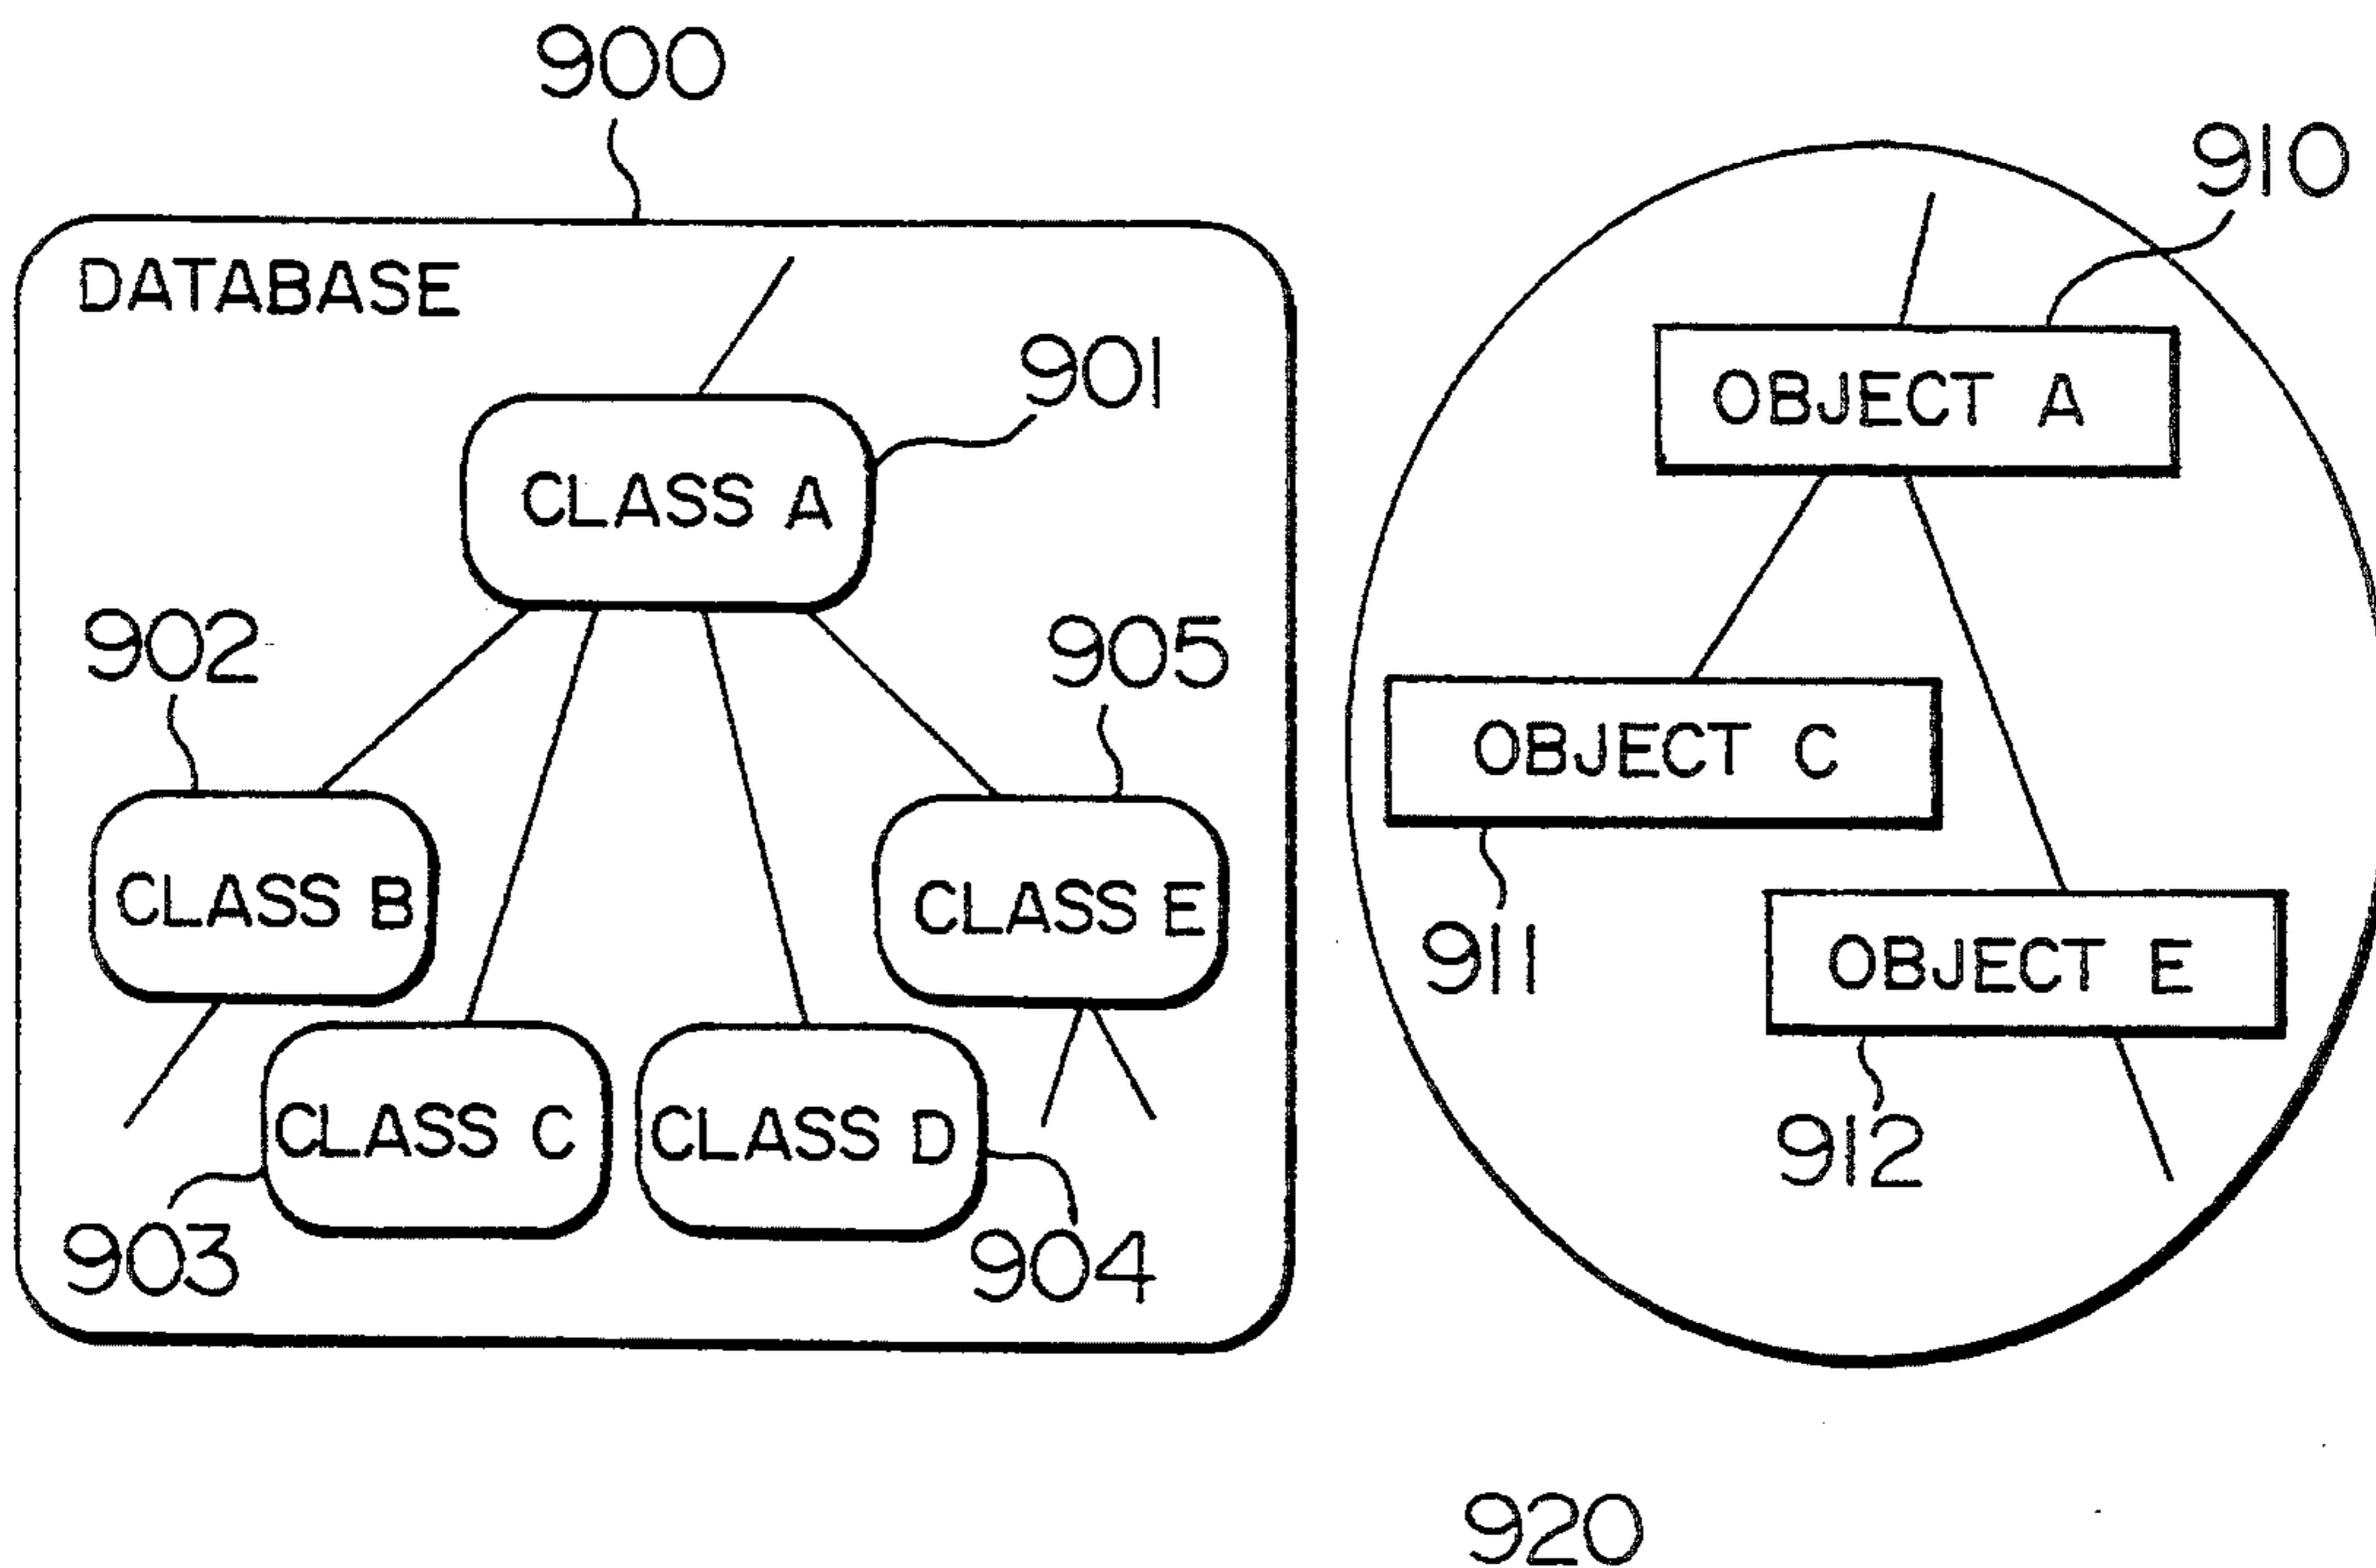 900
910
DATABASE
901
OBJECT A
CLASS A
902
905
OBJECT C
CLASS B
CLASS E
911
OBJECT E
CLASS C
CLASS D
912
903
904
920